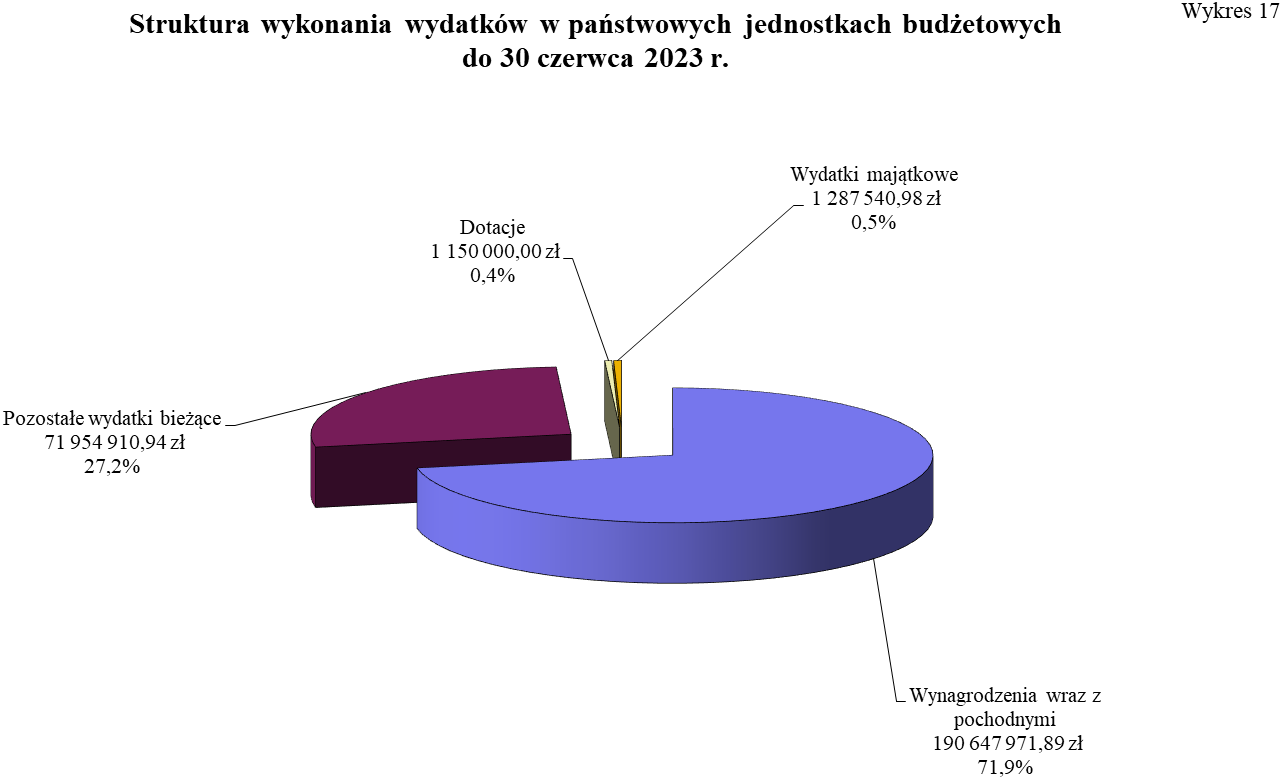 Wykres 17
Struktura wykonania wydatków w państwowych jednostkach budżetowych
do 30 czerwca 2023 r.
Wydatki majątkowe
1 287 540,98 zł
0,5%
Dotacje
1 150 000,00 zł
0,4%
Pozostałe wydatki bieżące
71 954 910,94 zł
27,2%
Wynagrodzenia wraz z
pochodnymi
190 647 971,89 zł
71,9%